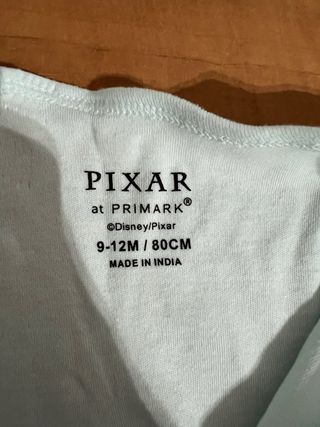 PIXAR
at PRIMARK®
©Disney/Pixar
9-12M / 80CM
MADE IN INDIA